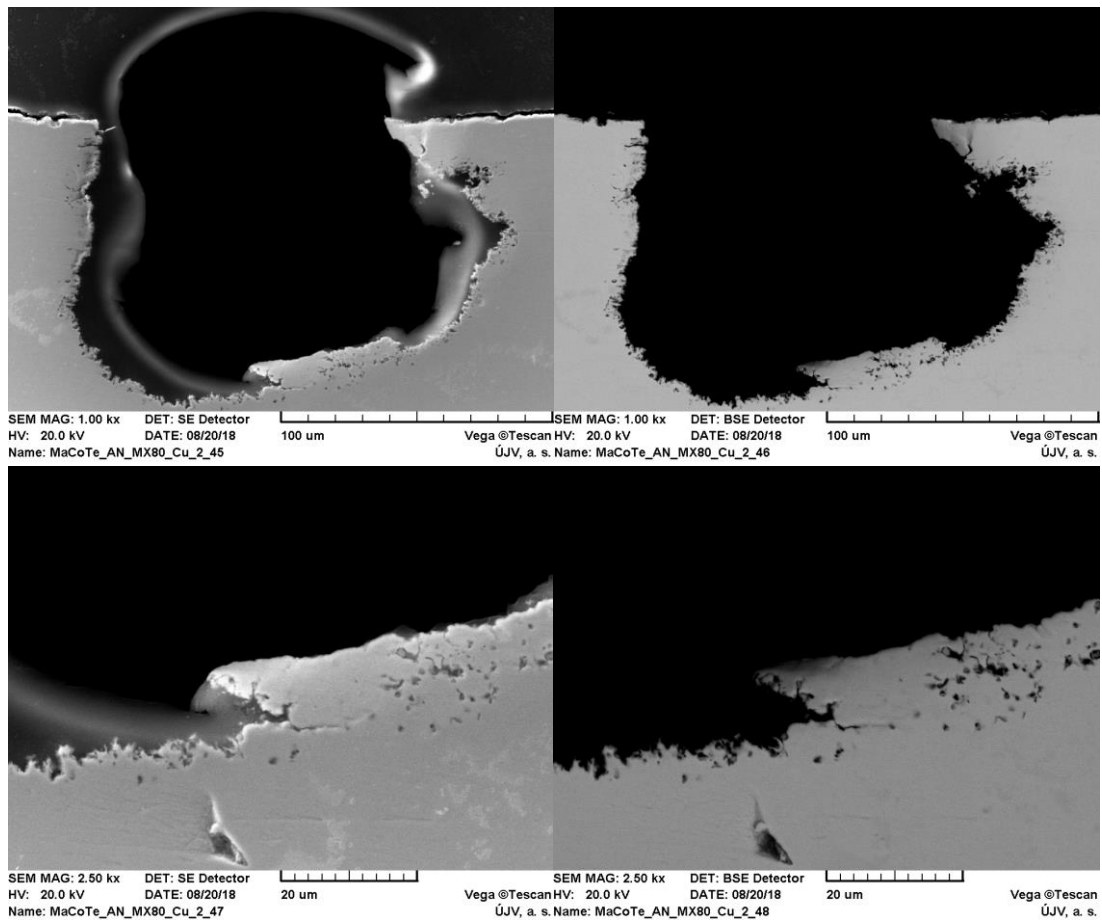 SEM MAG: 1.00 kx DET: SE Detector
HV: 20.0 kV DATE: 08/20/18 100 um Vega ©Tescan
Name: MaCoTe_AN_MX80_Cu_2_45 ÚJV, a. s.
SEM MAG: 1.00 kx DET: BSE Detector
HV: 20.0 kV DATE: 08/20/18 100 um Vega ©Tescan
Name: MaCoTe_AN_MX80_Cu_2_46 ÚJV, a. s.
SEM MAG: 2.50 kx DET: SE Detector
HV: 20.0 kV DATE: 08/20/18 20 um Vega ©Tescan
Name: MaCoTe_AN_MX80_Cu_2_47 ÚJV, a. s.
SEM MAG: 2.50 kx DET: BSE Detector
HV: 20.0 kV DATE: 08/20/18 20 um Vega ©Tescan
Name: MaCoTe_AN_MX80_Cu_2_48 ÚJV, a. s.